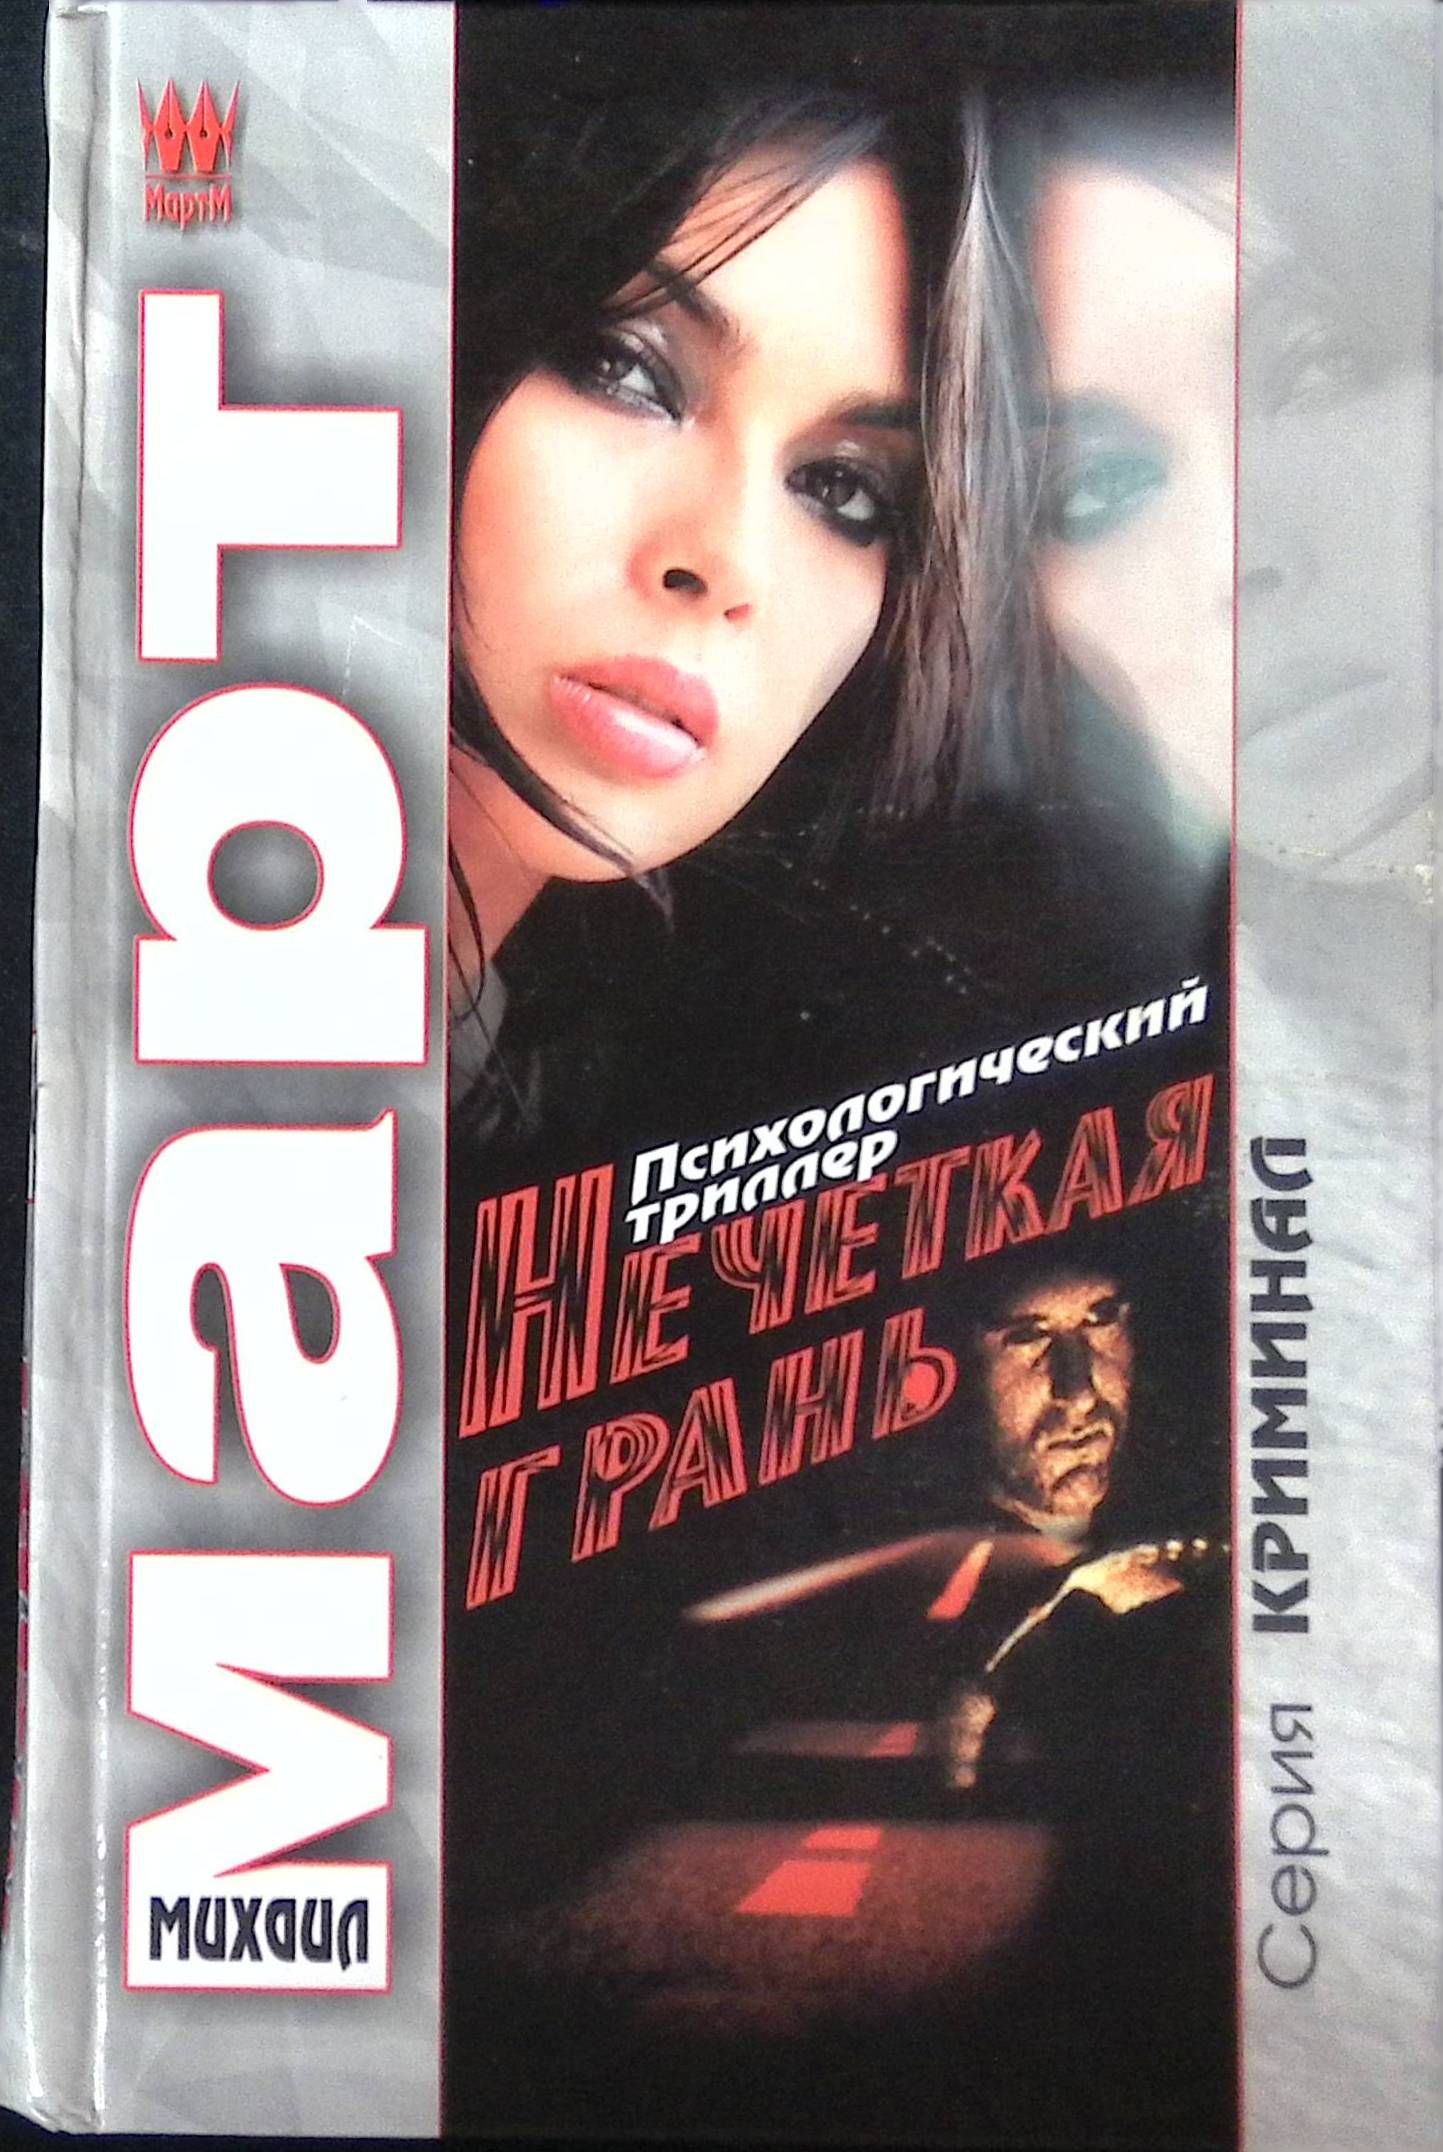 МартМ
Март
михаил
Психологический
триллер
Нечеткая
грань
Серия КРИМИНАЛ